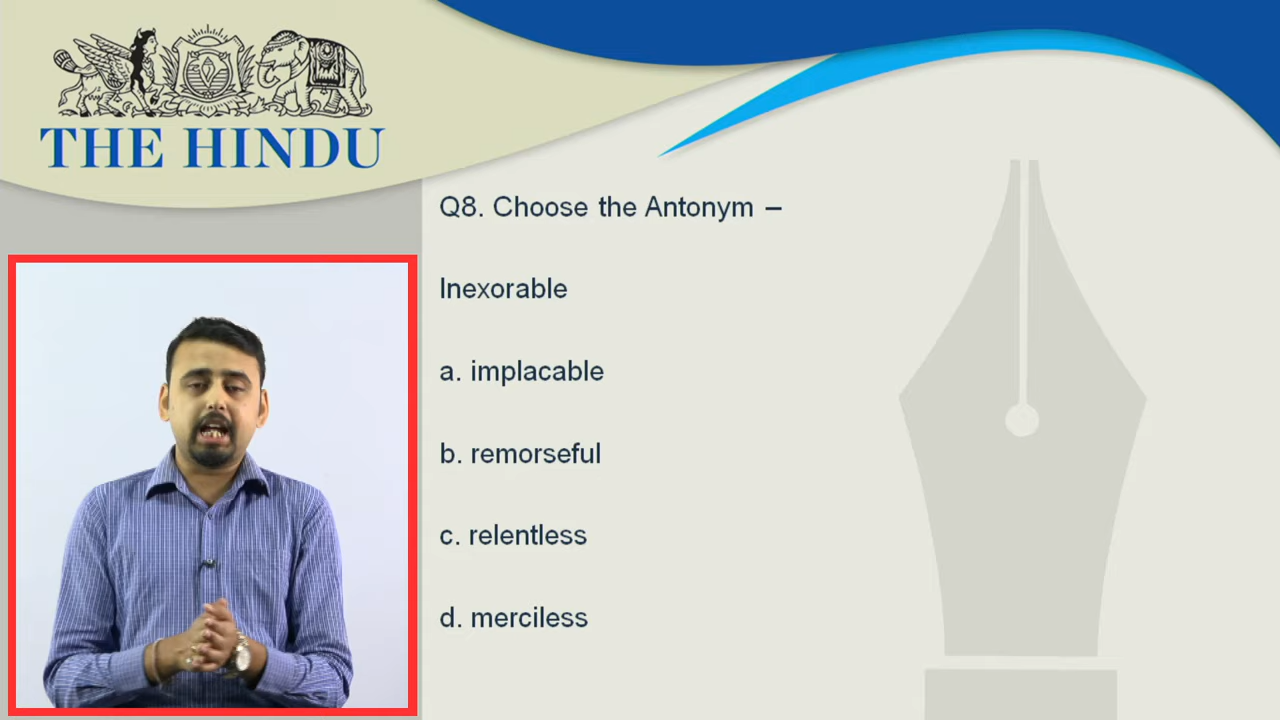 THE HINDU
Q8. Choose the Antonym –
Inexorable
a. implacable
b. remorseful
c. relentless
d. merciless